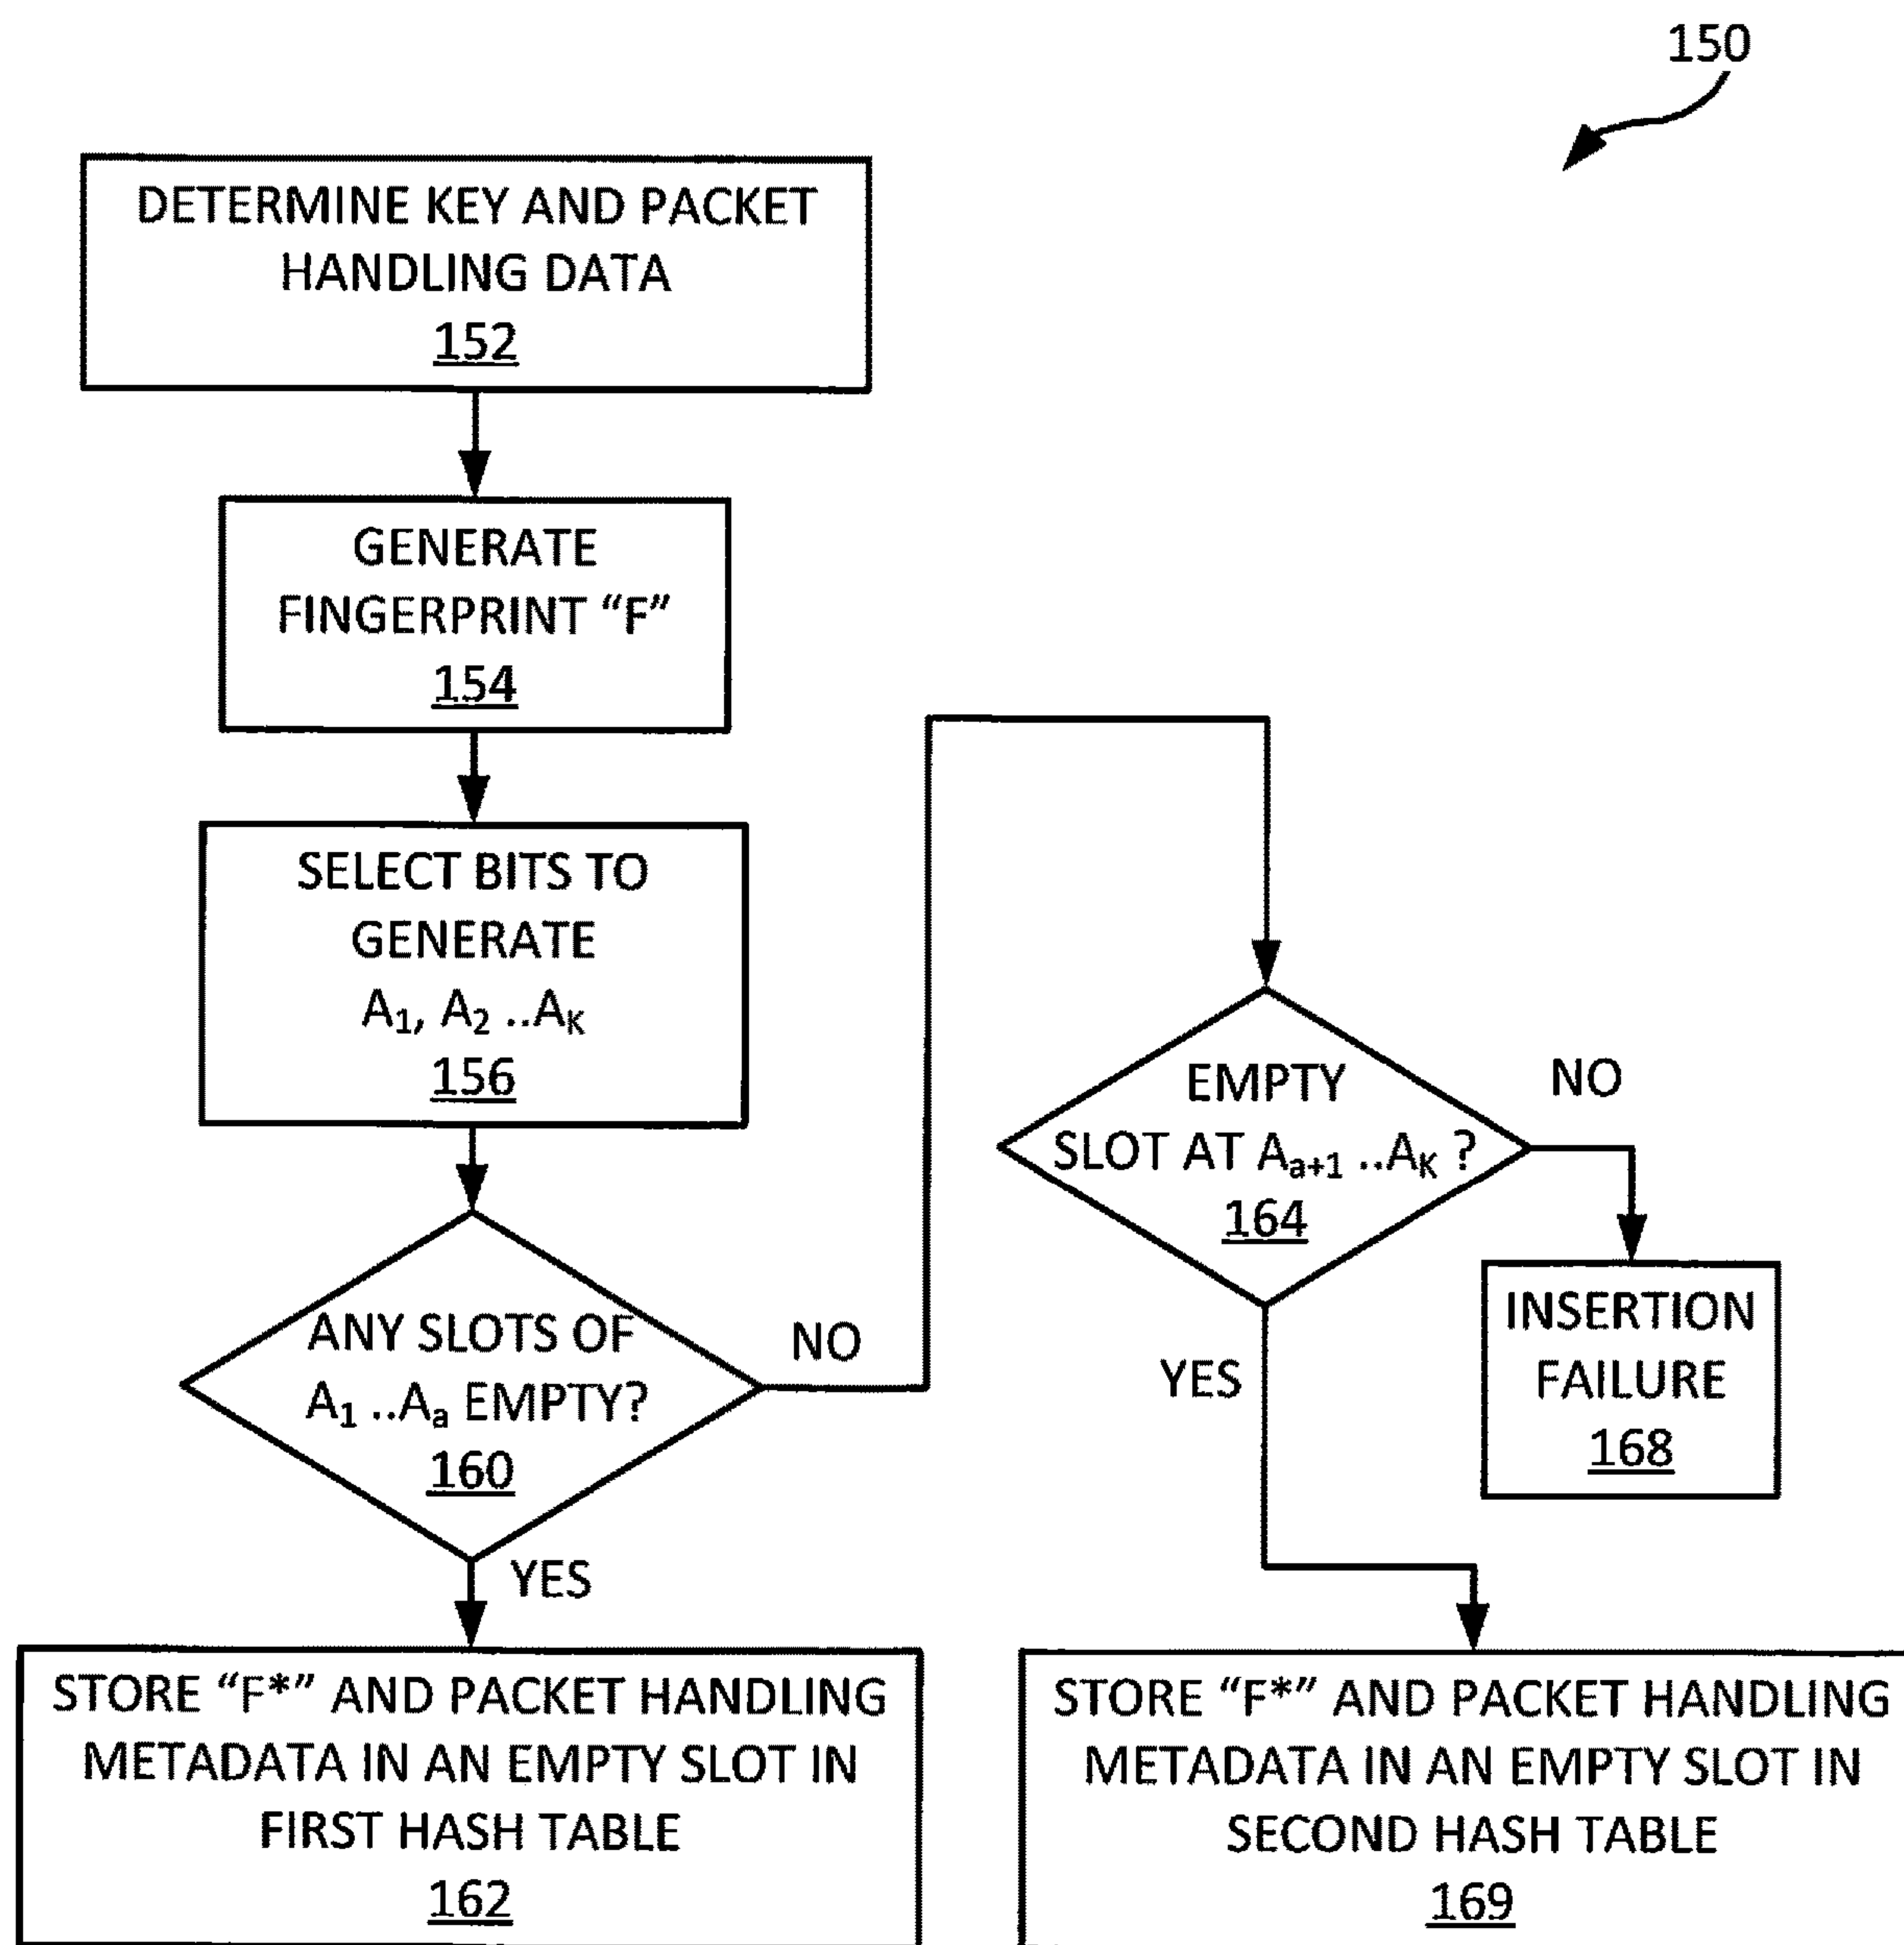 150
DETERMINE KEY AND PACKET
HANDLING DATA
152
GENERATE
FINGERPRINT “F”
154
SELECT BITS TO
GENERATE
A₁, A₂ ..A_K
156
ANY SLOTS OF
A₁ ..Aₐ EMPTY?
160
NO
YES
EMPTY
SLOT AT Aₐ₊₁ ..A_K ?
164
NO
YES
INSERTION
FAILURE
168
STORE “F*” AND PACKET HANDLING
METADATA IN AN EMPTY SLOT IN
FIRST HASH TABLE
162
STORE “F*” AND PACKET HANDLING
METADATA IN AN EMPTY SLOT IN
SECOND HASH TABLE
169